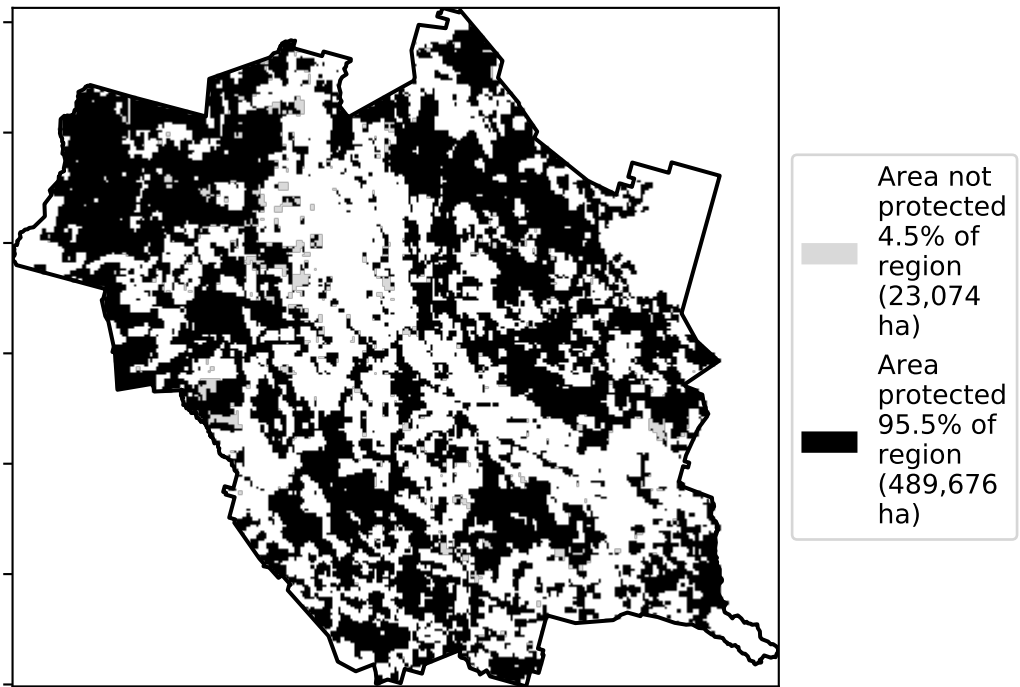 Area not
protected
4.5% of
region
(23,074
ha)
Area
protected
95.5% of
region
(489,676
ha)